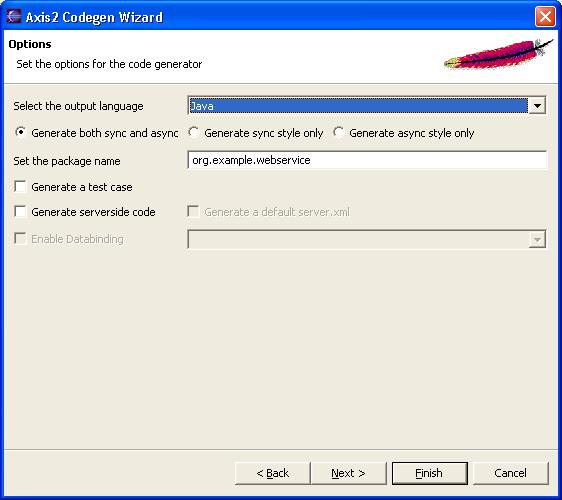 Axis2 Codegen Wizard
Options
Set the options for the code generator
Select the output language Java
Generate both sync and async Generate sync style only Generate async style only
Set the package name org.example.webservice
Generate a test case
Generate serverside code Generate a default server.xml
Enable Databinding
< Back Next > Finish Cancel